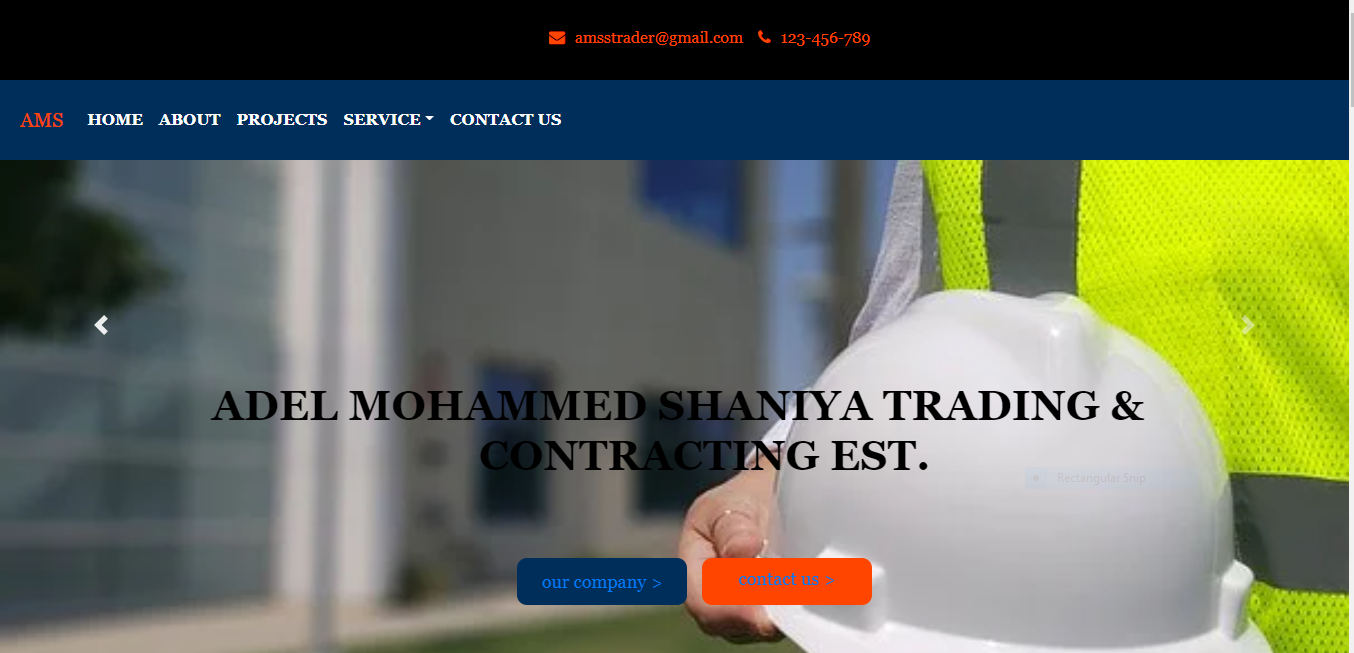 amsstrader@gmail.com 123-456-789
AMS HOME ABOUT PROJECTS SERVICE CONTACT US
ADEL MOHAMMED SHANIYA TRADING &
CONTRACTING EST.
Rectangular Snip
our company > contact us >